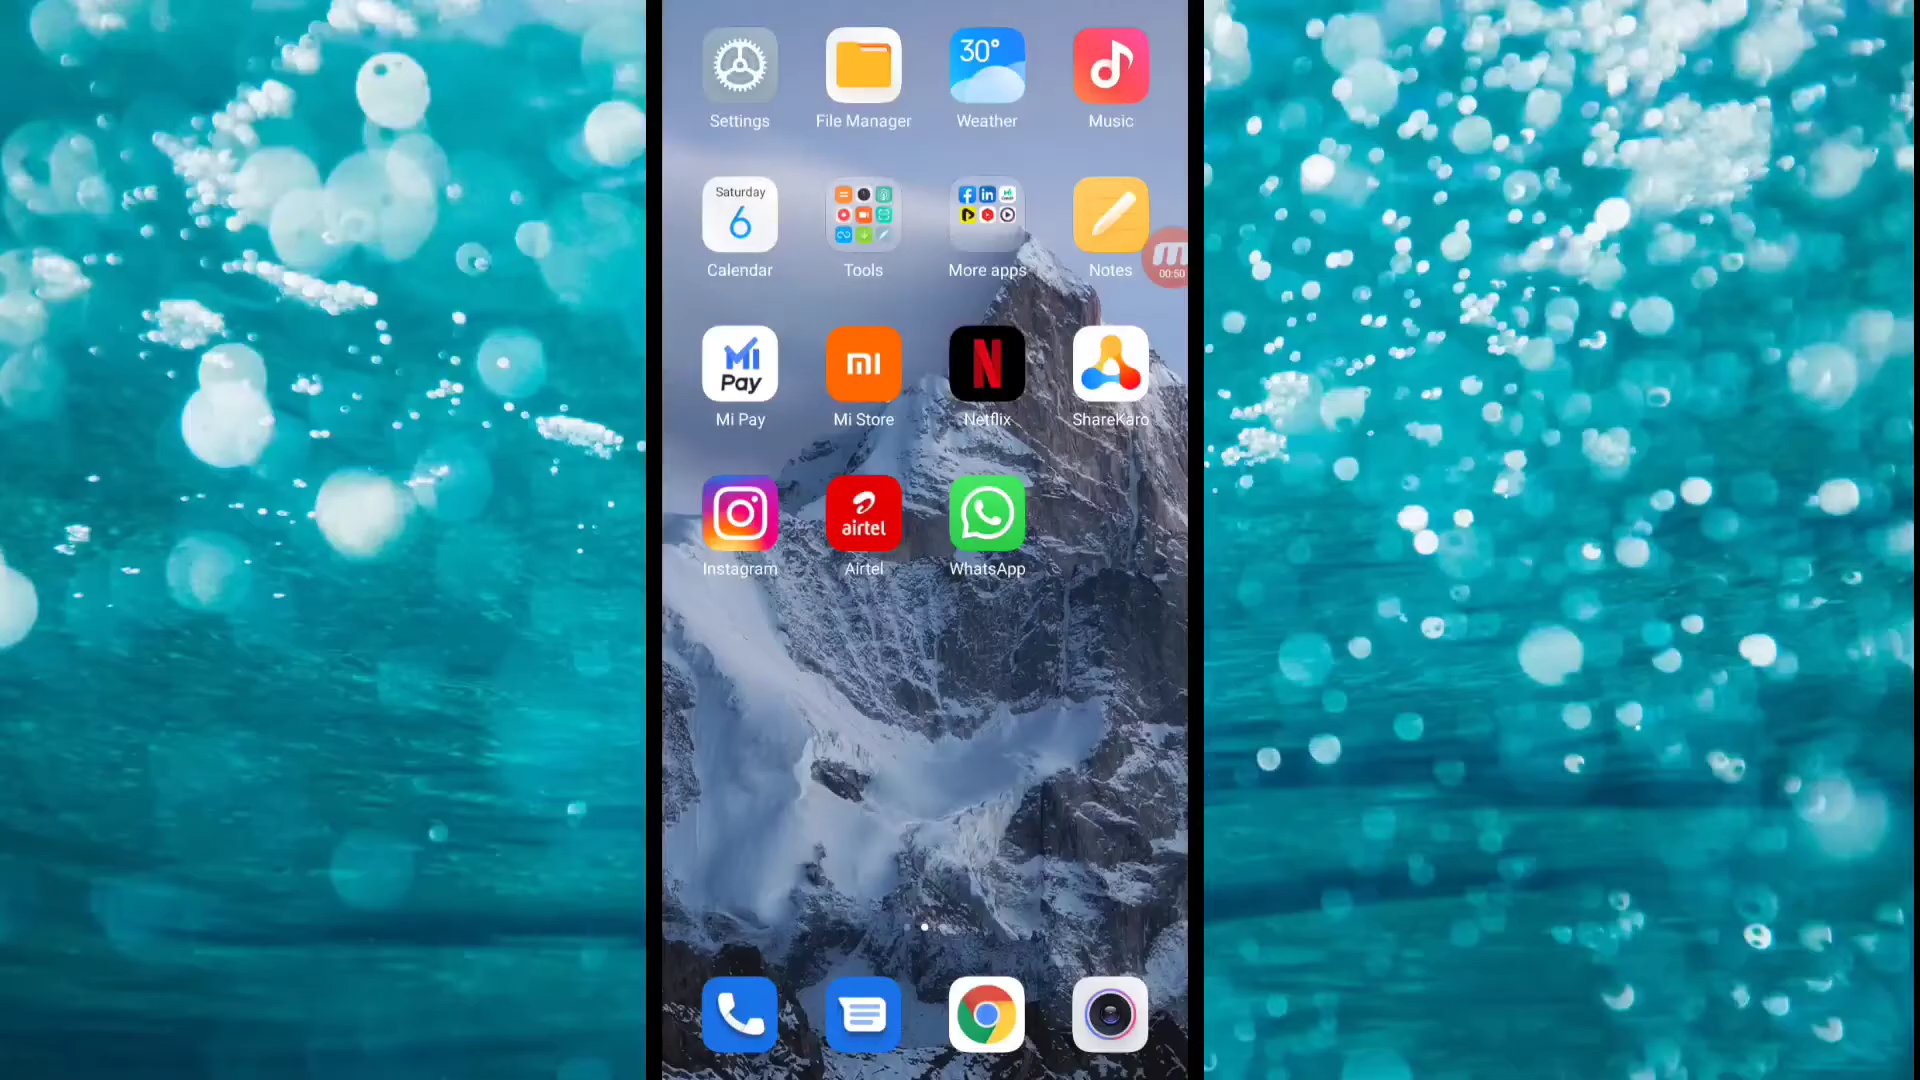 30°
Settings File Manager Weather Music
Saturday
6
Calendar Tools More apps Notes
00:50
Mi
Pay
mi
N
Mi Pay Mi Store Netflix ShareKaro
airtel
Instagram Airtel WhatsApp